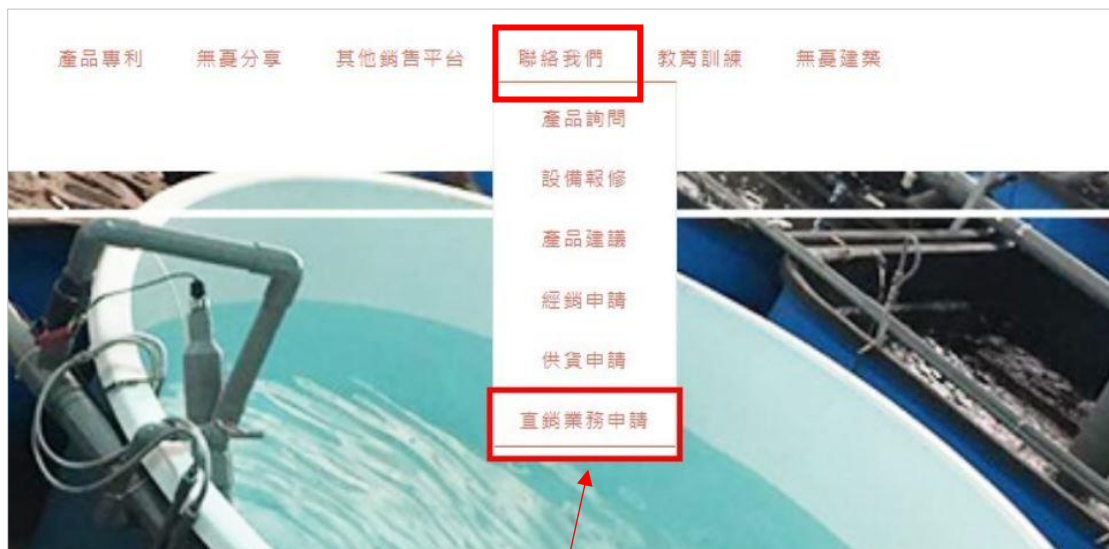 產品專利 無憂分享 其他銷售平台 聯絡我們 教育訓練 無憂建築
產品詢問
設備報修
產品建議
經銷申請
供貨申請
直銷業務申請